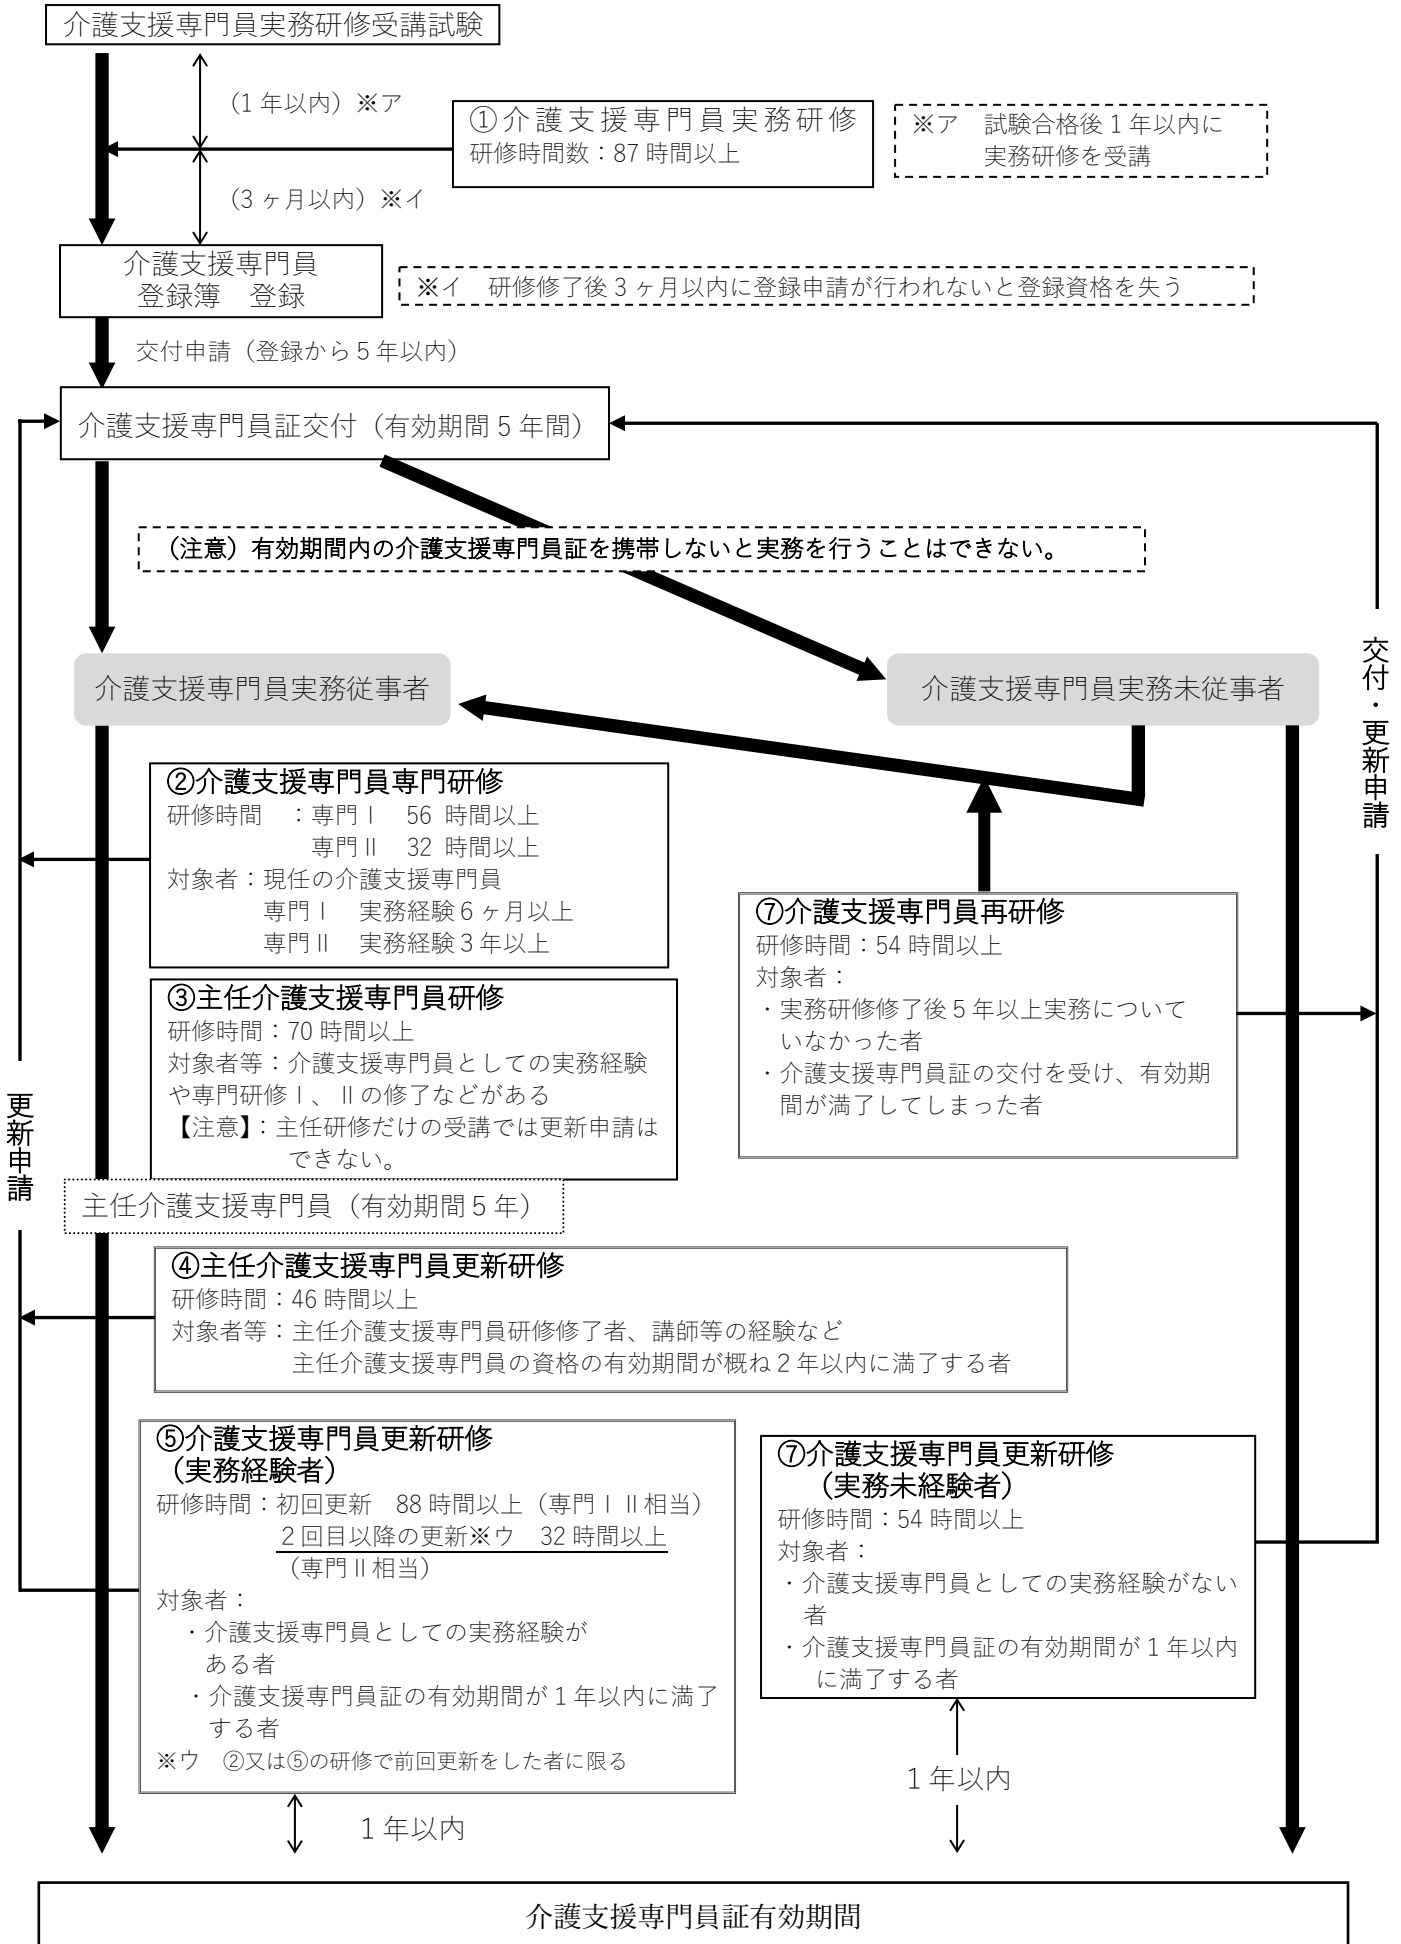 介護支援専門員実務研修受講試験
（1年以内）※ア
①介護支援専門員実務研修
研修時間数：87時間以上
※ア　試験合格後1年以内に
実務研修を受講
（3ヶ月以内）※イ
介護支援専門員
登録簿　登録
※イ　研修修了後3ヶ月以内に登録申請が行われないと登録資格を失う
交付申請（登録から5年以内）
介護支援専門員証交付（有効期間5年間）
（注意）有効期間内の介護支援専門員証を携帯しないと実務を行うことはできない。
介護支援専門員実務従事者
介護支援専門員実務未従事者
交付・更新申請
②介護支援専門員専門研修
研修時間　：専門Ⅰ　56 時間以上
専門Ⅱ　32 時間以上
対象者：現任の介護支援専門員
専門Ⅰ　実務経験6ヶ月以上
専門Ⅱ　実務経験3年以上
⑦介護支援専門員再研修
研修時間：54時間以上
対象者：
・実務研修修了後5年以上実務について
いなかった者
・介護支援専門員証の交付を受け、有効期
間が満了してしまった者
③主任介護支援専門員研修
研修時間：70時間以上
対象者等：介護支援専門員としての実務経験
や専門研修Ⅰ、Ⅱの修了などがある
【注意】：主任研修だけの受講では更新申請は
できない。
更新申請
主任介護支援専門員（有効期間5年）
④主任介護支援専門員更新研修
研修時間：46時間以上
対象者等：主任介護支援専門員研修修了者、講師等の経験など
主任介護支援専門員の資格の有効期間が概ね2年以内に満了する者
⑤介護支援専門員更新研修
（実務経験者）
研修時間：初回更新　88時間以上（専門ⅠⅡ相当）
2回目以降の更新※ウ　32時間以上
（専門Ⅱ相当）
対象者：
・介護支援専門員としての実務経験が
ある者
・介護支援専門員証の有効期間が1年以内に満了
する者
※ウ　②又は⑤の研修で前回更新をした者に限る
⑦介護支援専門員更新研修
（実務未経験者）
研修時間：54時間以上
対象者：
・介護支援専門員としての実務経験がない
者
・介護支援専門員証の有効期間が1年以内
に満了する者
1年以内
1年以内
介護支援専門員証有効期間